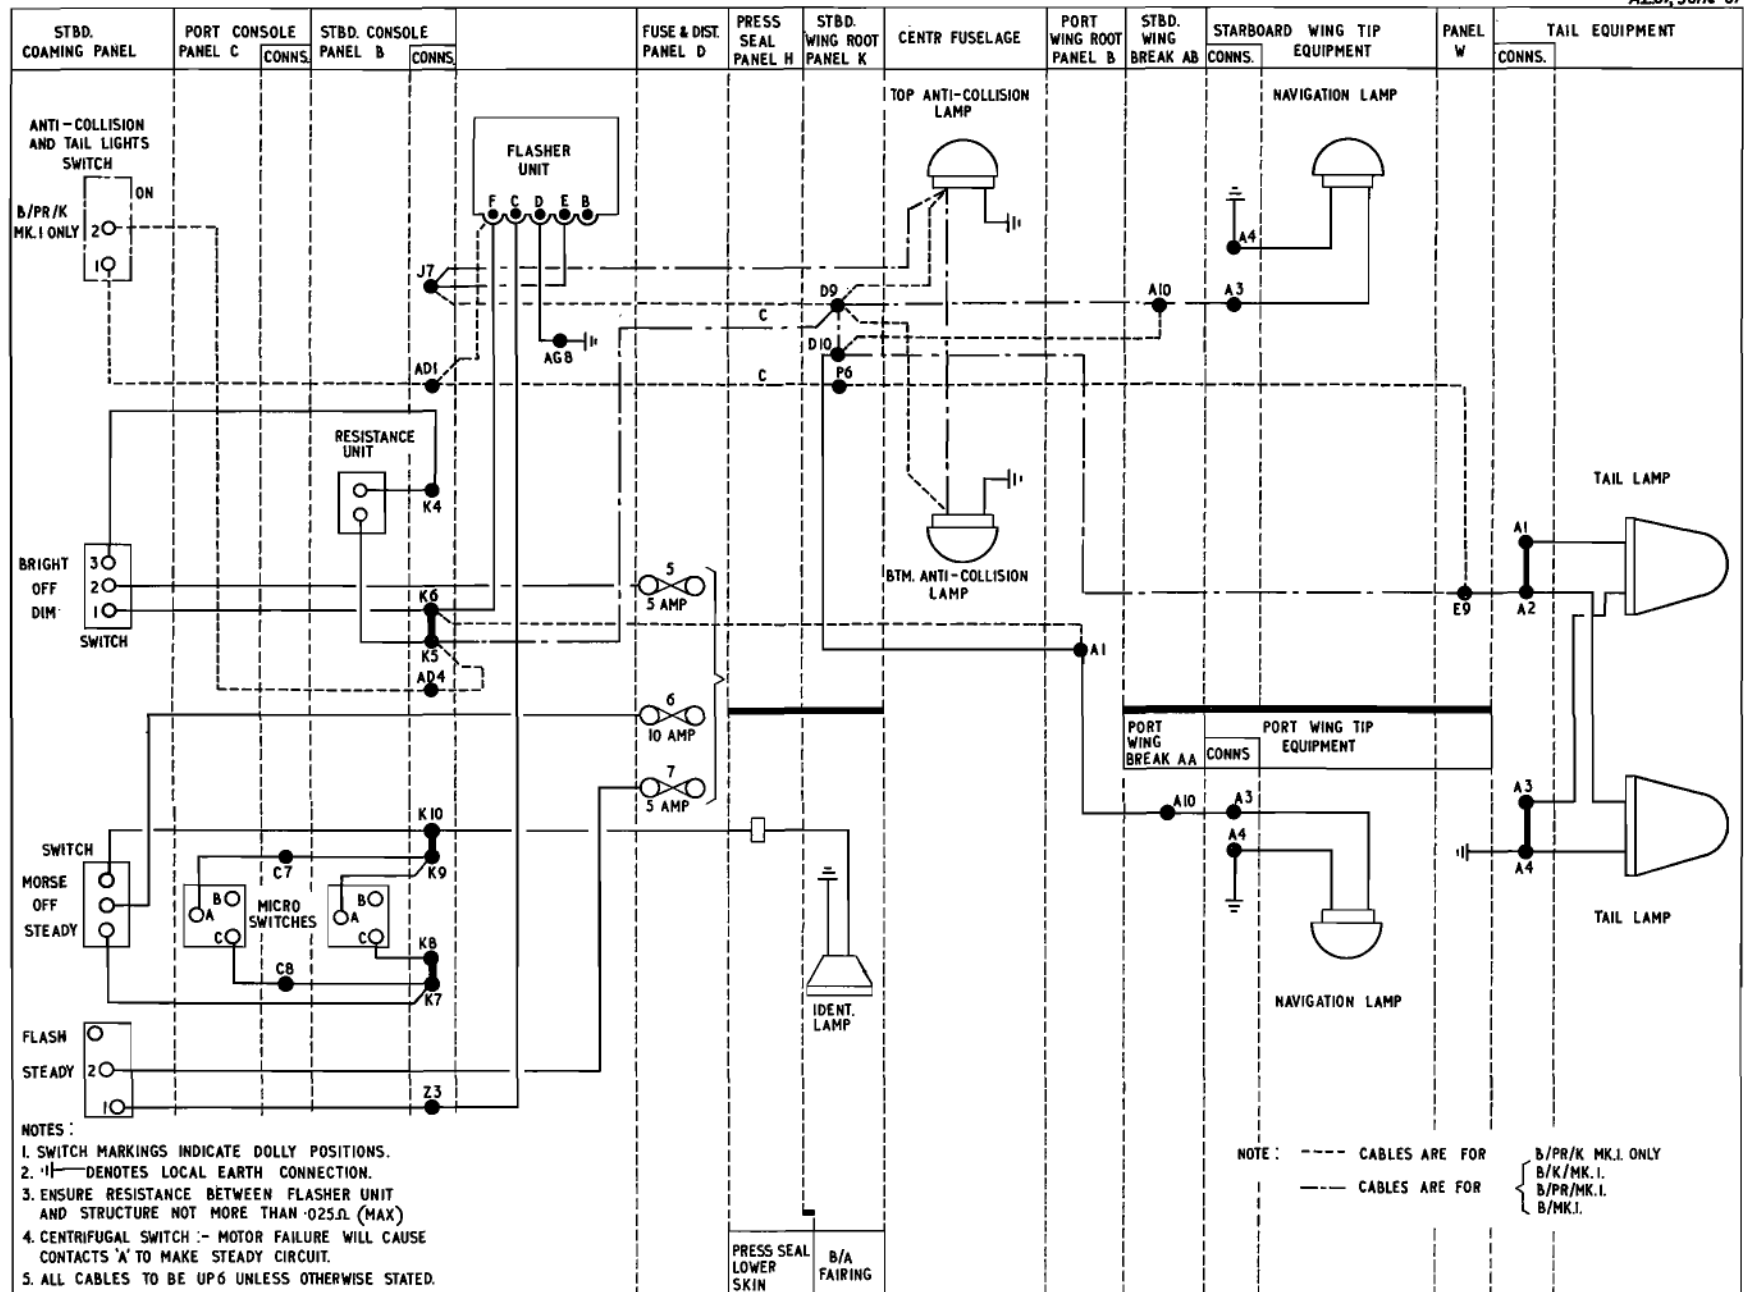 STBD.
COAMING PANEL
PORT CONSOLE
PANEL C
CONNS.
STBD. CONSOLE
PANEL B
CONNS.
FUSE & DIST.
PANEL D
PRESS
SEAL
PANEL H
STBD.
WING ROOT
PANEL K
CENTR FUSELAGE
PORT
WING ROOT
PANEL B
STBD.
WING
BREAK AB
STARBOARD WING TIP
EQUIPMENT
CONNS.
PANEL
W
TAIL EQUIPMENT
CONNS.
ANTI-COLLISION
AND TAIL LIGHTS
SWITCH
ON
B/PR/K
MK.I ONLY
2
1
FLASHER
UNIT
F C D E B
TOP ANTI-COLLISION
LAMP
NAVIGATION LAMP
A4
J7
D9
A10
A3
C
AG8
D10
AD1
C
P6
RESISTANCE
UNIT
K4
TAIL LAMP
A1
BRIGHT 3
OFF 2
DIM 1
SWITCH
K6
5
5 AMP
BTM. ANTI-COLLISION
LAMP
E9
A2
K5
A1
AD4
6
10 AMP
PORT
WING
BREAK AA
CONNS
PORT WING TIP
EQUIPMENT
7
5 AMP
A10
A3
A3
K10
A4
SWITCH
MORSE
OFF
STEADY
C7
K9
A4
B
A
C
MICRO
SWITCHES
B
A
C
TAIL LAMP
K8
C8
K7
IDENT.
LAMP
NAVIGATION LAMP
FLASH
STEADY 2
1
Z3
NOTES :
1. SWITCH MARKINGS INDICATE DOLLY POSITIONS.
2. DENOTES LOCAL EARTH CONNECTION.
3. ENSURE RESISTANCE BETWEEN FLASHER UNIT
AND STRUCTURE NOT MORE THAN ·025Ω (MAX)
4. CENTRIFUGAL SWITCH :- MOTOR FAILURE WILL CAUSE
CONTACTS 'A' TO MAKE STEADY CIRCUIT.
5. ALL CABLES TO BE UP6 UNLESS OTHERWISE STATED.
PRESS SEAL
LOWER
SKIN
B/A
FAIRING
NOTE : ---- CABLES ARE FOR B/PR/K MK.I. ONLY
—-— CABLES ARE FOR
B/K/MK.I.
B/PR/MK.I.
B/MK.I.